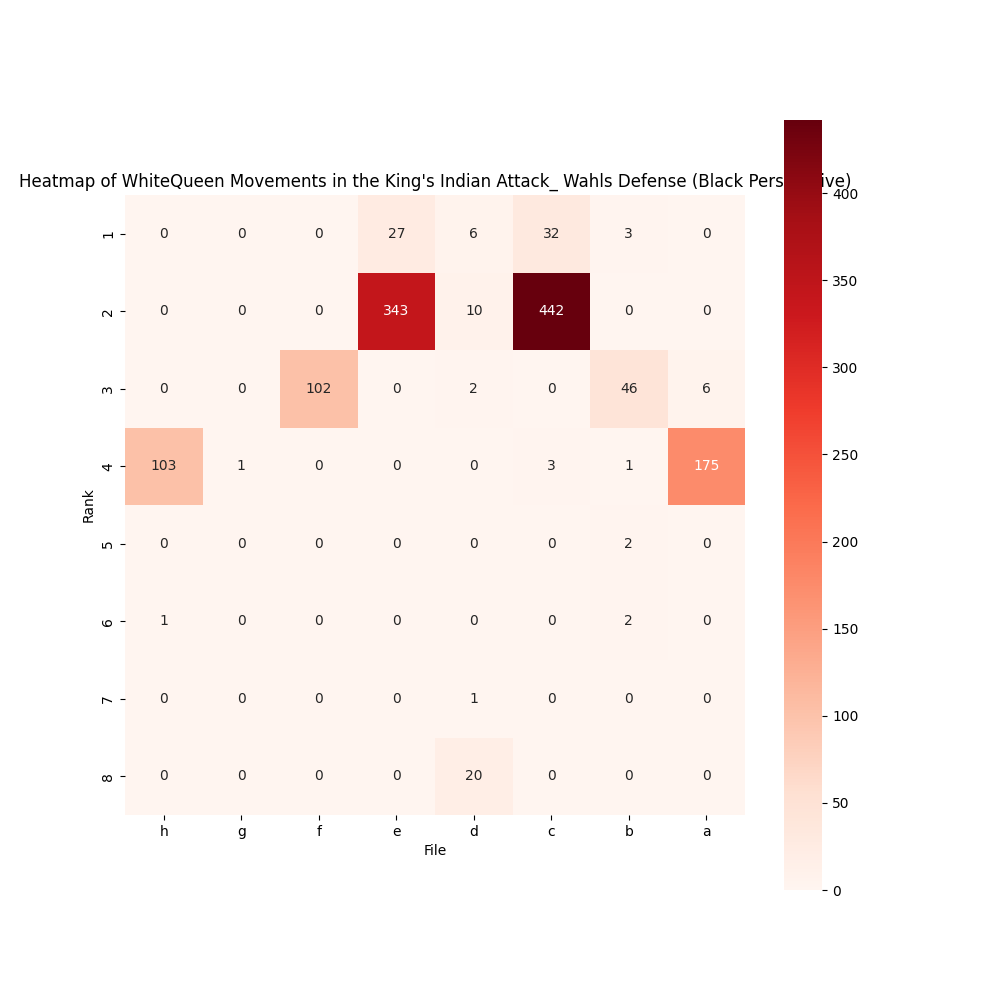 Heatmap of WhiteQueen Movements in the King's Indian Attack_ Wahls Defense (Black Pers ive)
400
1 0 0 0 27 6 32 3 0
350
2 0 0 0 343 10 442 0 0
300
3 0 0 102 0 2 0 46 6
250
4 103 1 0 0 0 3 1 175
Rank
200
5 0 0 0 0 0 0 2 0
150
6 1 0 0 0 0 0 2 0
100
7 0 0 0 0 1 0 0 0
50
8 0 0 0 0 20 0 0 0
h g f e d c b a
File
0